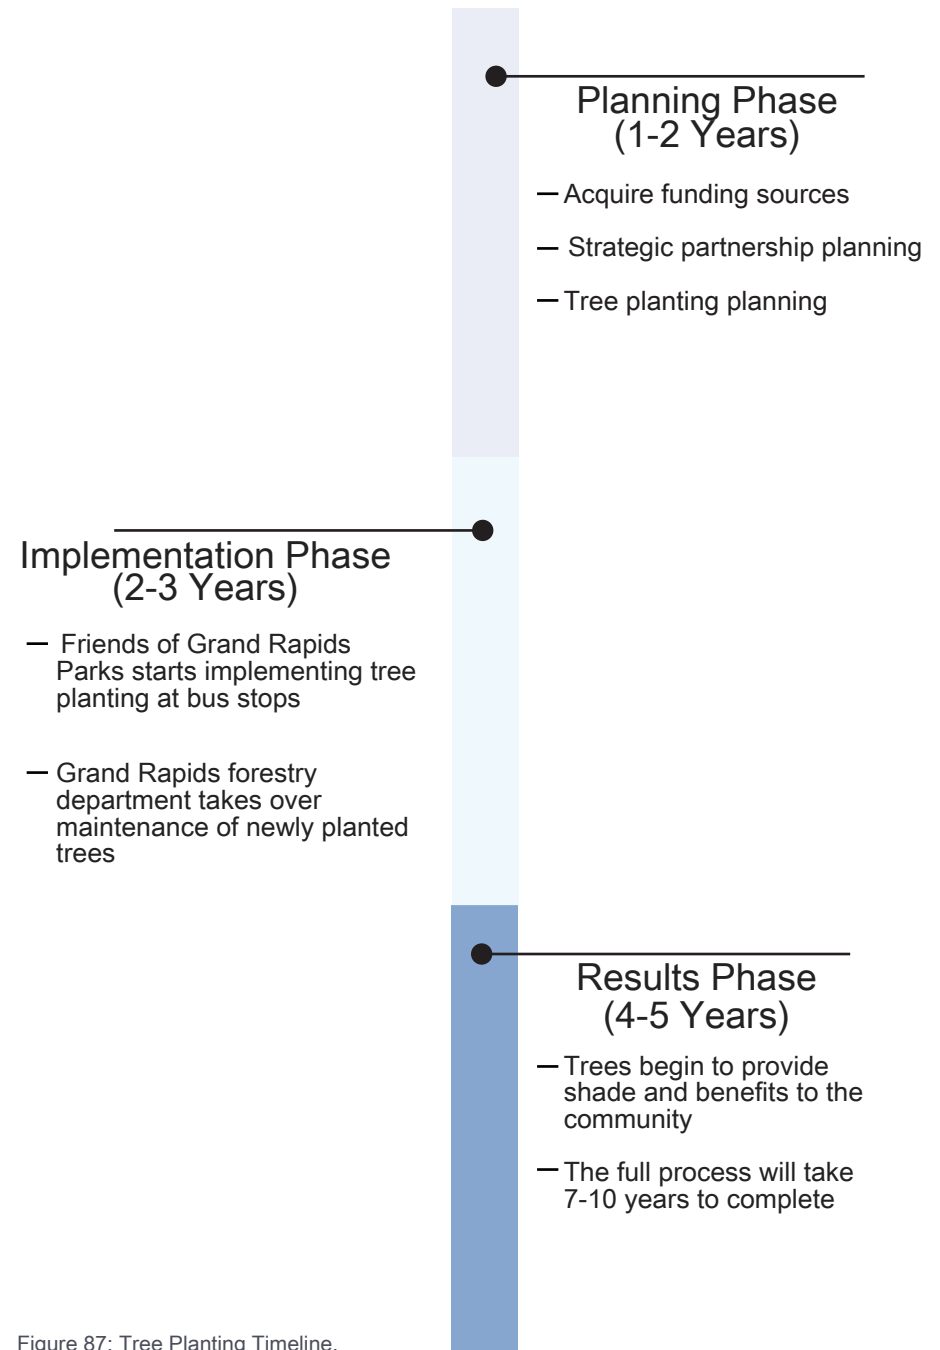 Planning Phase
(1-2 Years)
— Acquire funding sources
— Strategic partnership planning
— Tree planting planning
Implementation Phase
(2-3 Years)
— Friends of Grand Rapids
Parks starts implementing tree
planting at bus stops
— Grand Rapids forestry
department takes over
maintenance of newly planted
trees
Results Phase
(4-5 Years)
— Trees begin to provide
shade and benefits to the
community
— The full process will take
7-10 years to complete
Figure 87: Tree Planting Timeline.